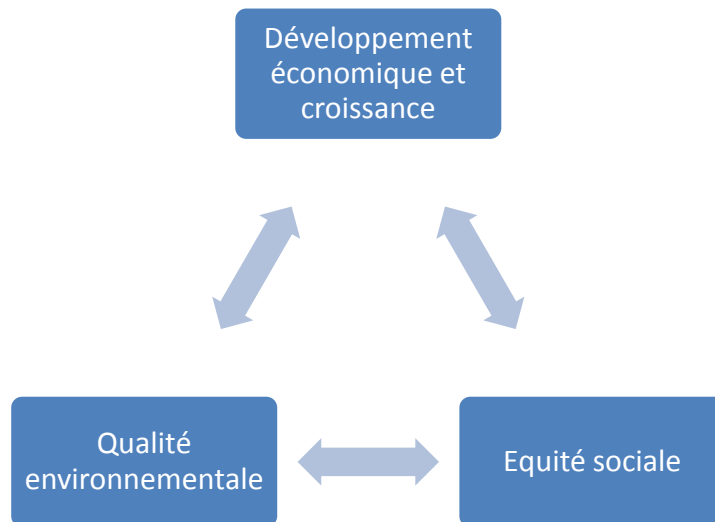 Développement
économique et
croissance
Qualité
environnementale
Equité sociale